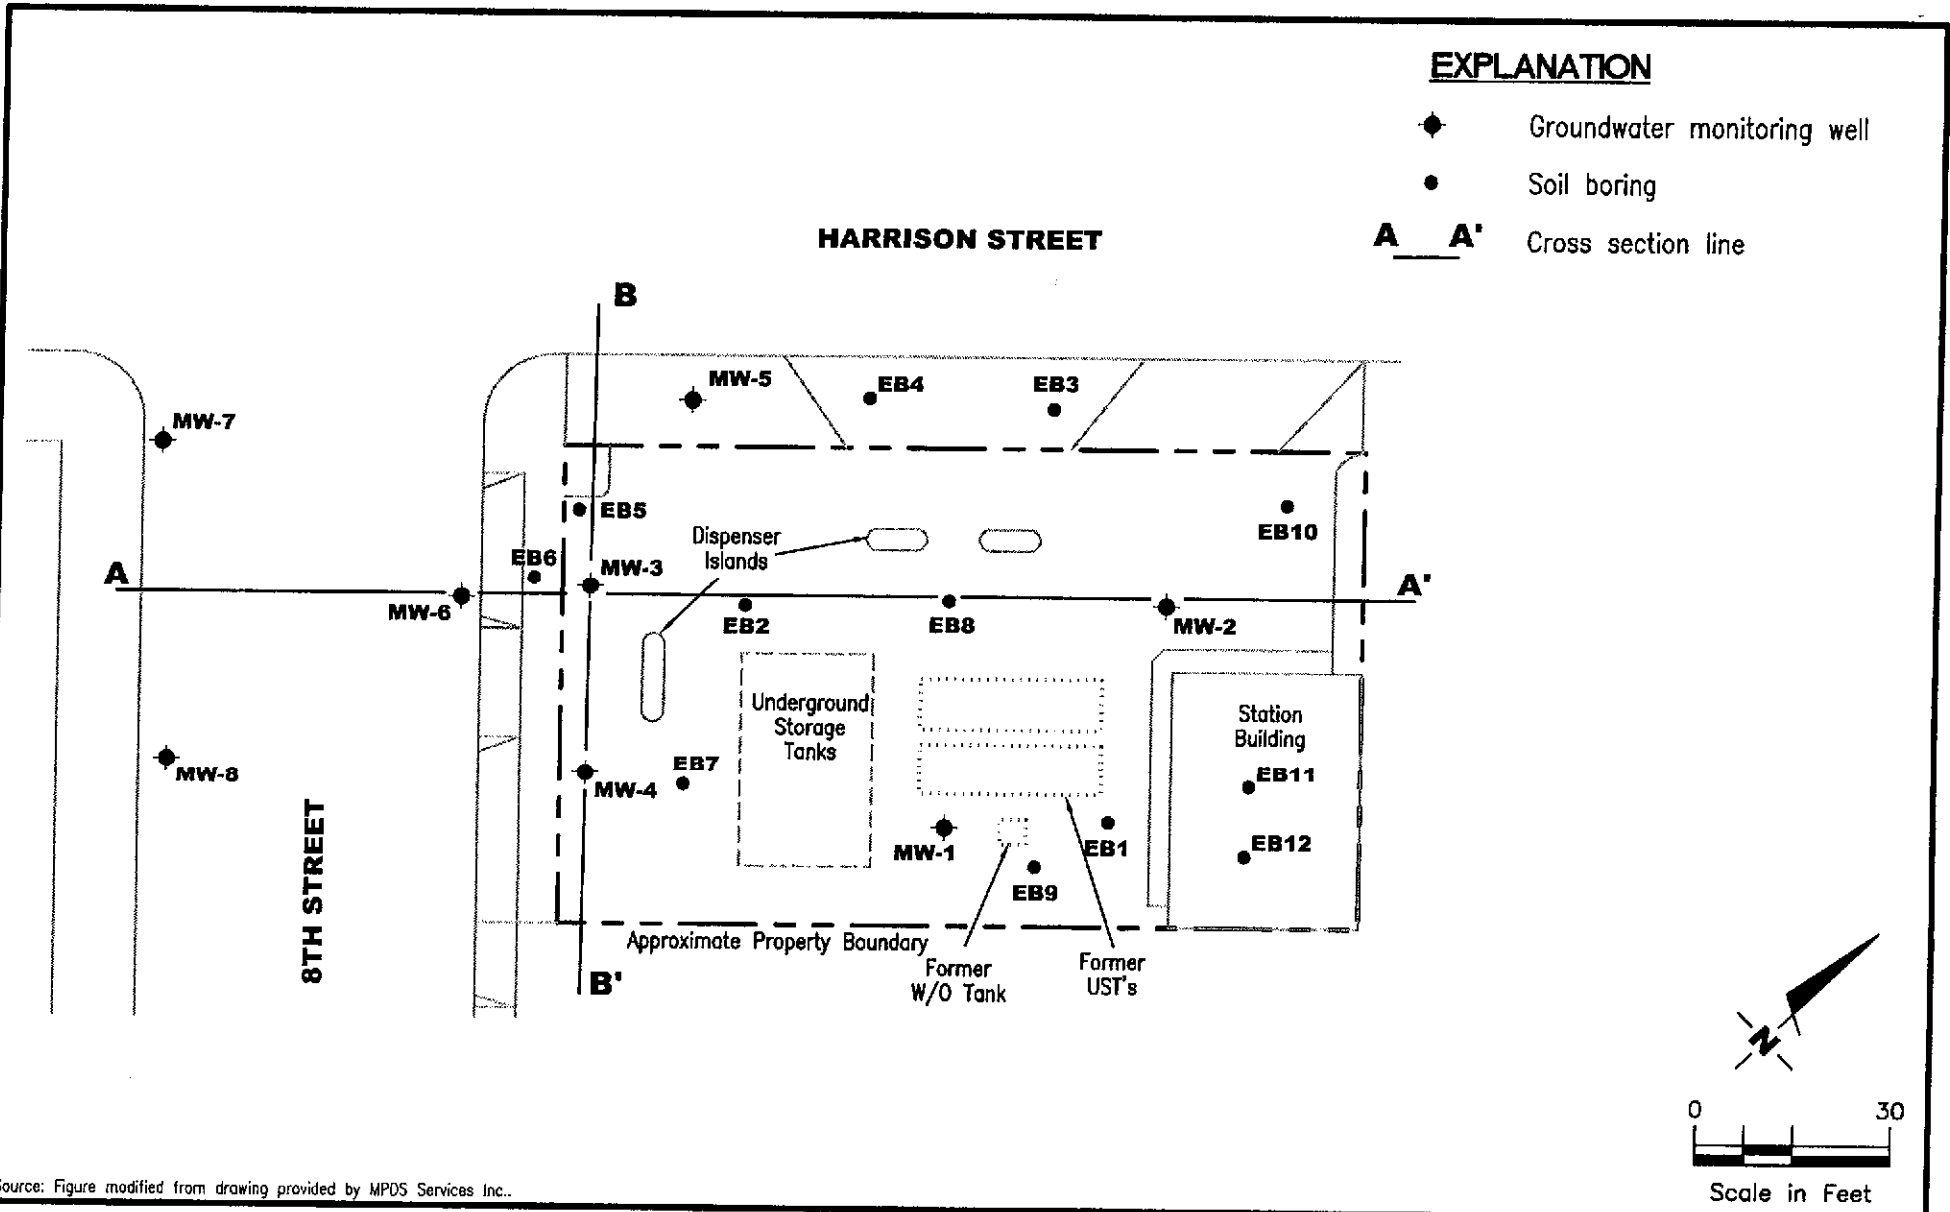 EXPLANATION
Groundwater monitoring well
Soil boring
A A' Cross section line
HARRISON STREET
B
MW-5
EB4
EB3
MW-7
EB5
EB10
Dispenser
Islands
EB6
MW-3
A
A'
MW-6
EB2
EB8
MW-2
Underground
Storage
Tanks
Station
Building
EB7
EB11
MW-8
MW-4
EB1
EB12
MW-1
EB9
8TH STREET
Approximate Property Boundary
B'
Former
W/O Tank
Former
UST's
N
0 30
Scale in Feet
Source: Figure modified from drawing provided by MPDS Services Inc..